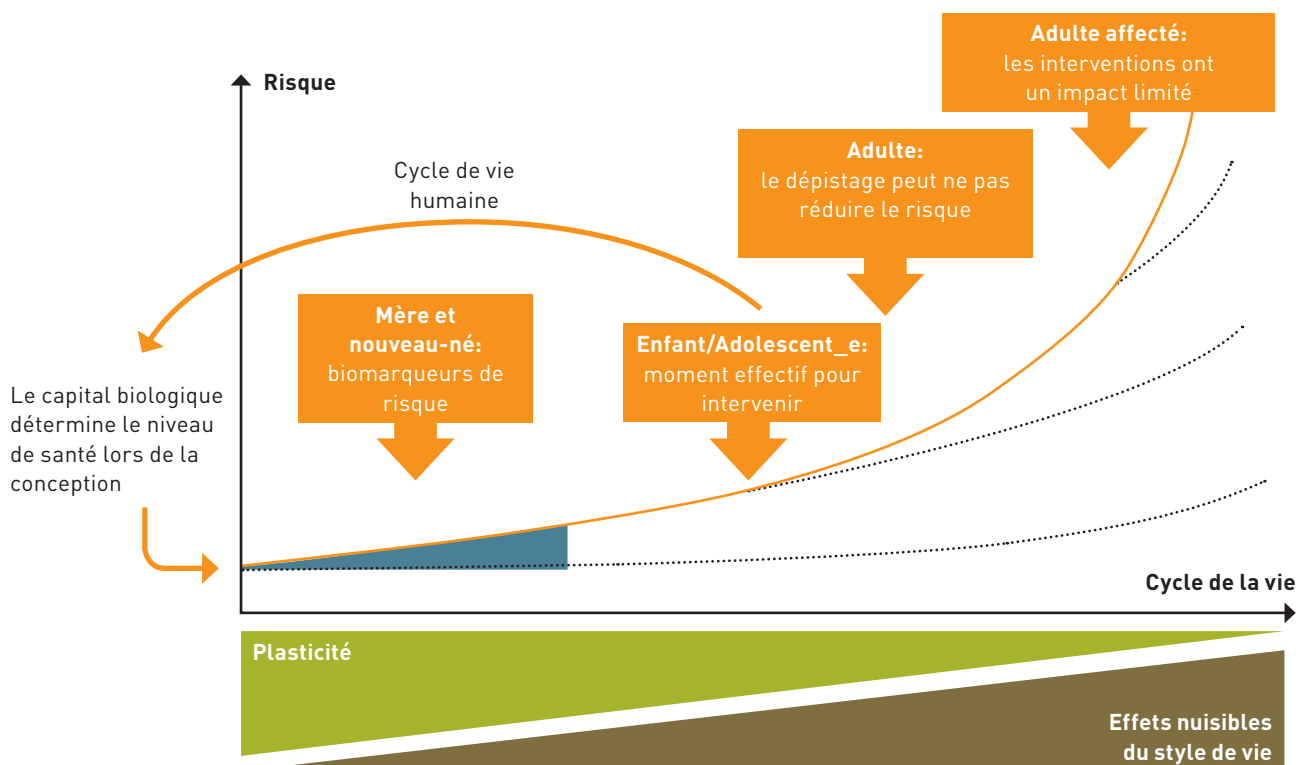 Adulte affecté:
les interventions ont
un impact limité
Risque
Adulte:
le dépistage peut ne pas
réduire le risque
Cycle de vie
humaine
Mère et
nouveau-né:
biomarqueurs de
risque
Enfant/Adolescent_e:
moment effectif pour
intervenir
Le capital biologique
détermine le niveau
de santé lors de la
conception
Cycle de la vie
Plasticité
Effets nuisibles
du style de vie